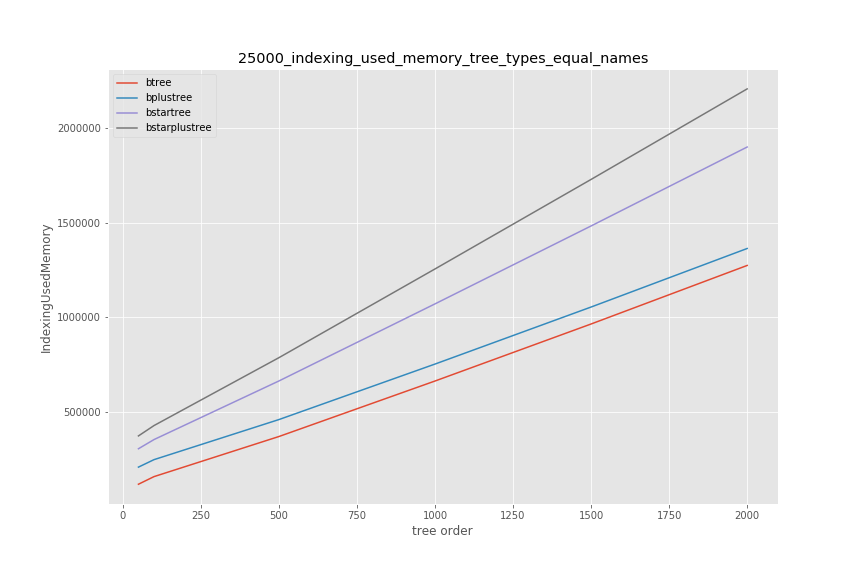 25000_indexing_used_memory_tree_types_equal_names
btree
bplustree
bstartree
bstarplustree
2000000
1500000
1000000
500000
IndexingUsedMemory
0 250 500 750 1000 1250 1500 1750 2000
tree order